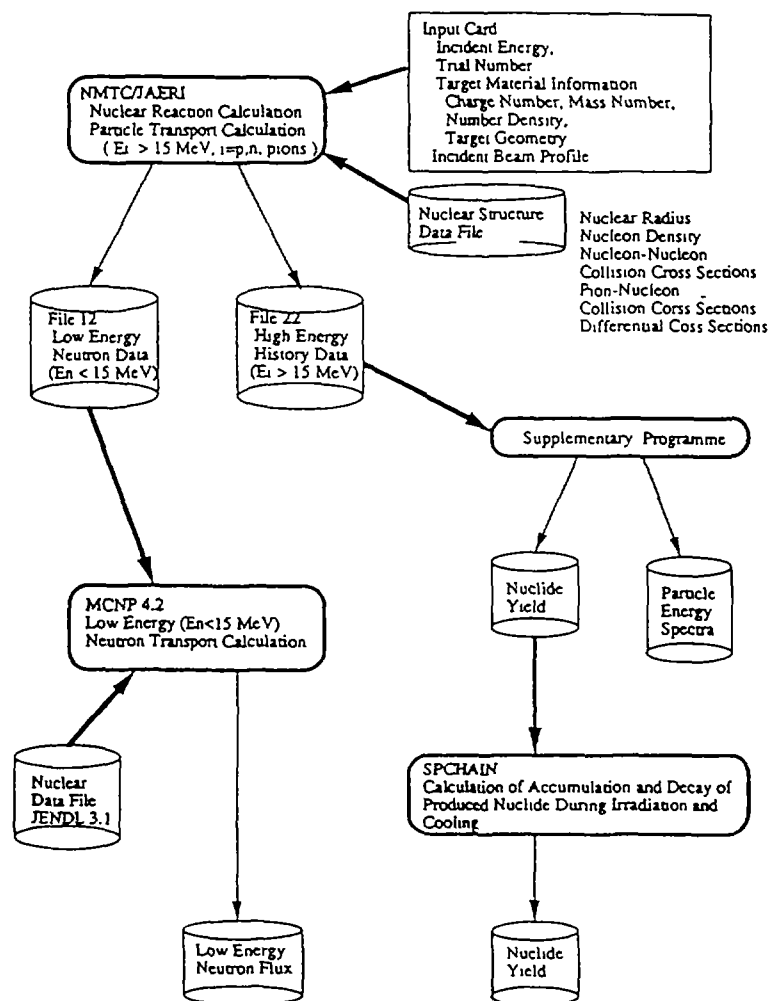 Input Card
Incident Energy,
Trial Number
Target Material Information
Charge Number, Mass Number,
Number Density,
Target Geometry
Incident Beam Profile
NMTC/JAERI
Nuclear Reaction Calculation
Particle Transport Calculation
( Ei > 15 MeV, i=p,n, pions )
Nuclear Structure
Data File
Nuclear Radius
Nucleon Density
Nucleon-Nucleon
Collision Cross Sections
Pion-Nucleon
Collision Corss Sections
Differential Coss Sections
File 12
Low Energy
Neutron Data
(En < 15 MeV)
File 22
High Energy
History Data
(Ei > 15 MeV)
Supplementary Programme
Nuclide
Yield
Particle
Energy
Spectra
MCNP 4.2
Low Energy (En<15 MeV)
Neutron Transport Calculation
Nuclear
Data File
JENDL 3.1
SPCHAIN
Calculation of Accumulation and Decay of
Produced Nuclide During Irradiation and
Cooling
Low Energy
Neutron Flux
Nuclide
Yield